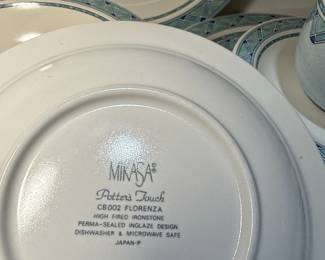 MIKASA®
Potter's Touch
CB002 FLORENZA
HIGH FIRED IRONSTONE
PERMA-SEALED INGLAZE DESIGN
DISHWASHER & MICROWAVE SAFE
JAPAN-P